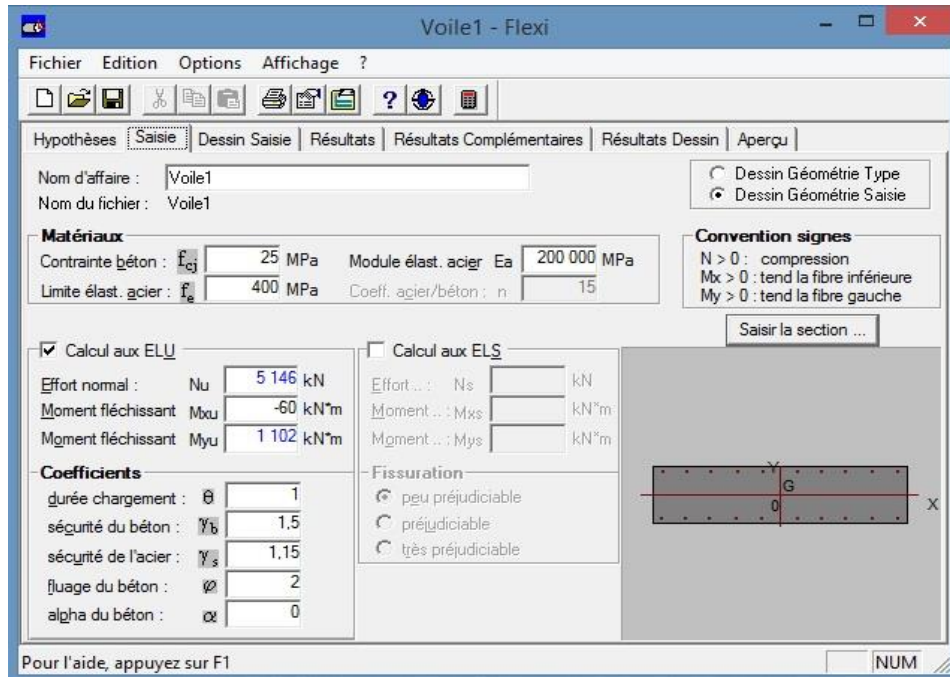 Voile1 - Flexi
Fichier Edition Options Affichage ?
Hypothèses Saisie Dessin Saisie Résultats Résultats Complémentaires Résultats Dessin Aperçu
Nom d'affaire : Voile1
Nom du fichier : Voile1
Dessin Géométrie Type
Dessin Géométrie Saisie
Matériaux
Contrainte béton : fcj 25 MPa Module élast. acier Ea 200 000 MPa
Limite élast. acier : fe 400 MPa Coeff. acier/béton : n 15
Convention signes
N > 0 : compression
Mx > 0 : tend la fibre inférieure
My > 0 : tend la fibre gauche
Saisir la section ...
Calcul aux ELU
Effort normal : Nu 5 146 kN
Moment fléchissant Mxu -60 kN*m
Moment fléchissant Myu 1 102 kN*m
Coefficients
durée chargement : θ 1
sécurité du béton : γb 1,5
sécurité de l'acier : γs 1,15
fluage du béton : φ 2
alpha du béton : α 0
Calcul aux ELS
Effort .. : Ns kN
Moment .. : Mxs kN*m
Moment .. : Mys kN*m
Fissuration
peu préjudiciable
préjudiciable
très préjudiciable
Y
G
0
X
Pour l'aide, appuyez sur F1 NUM